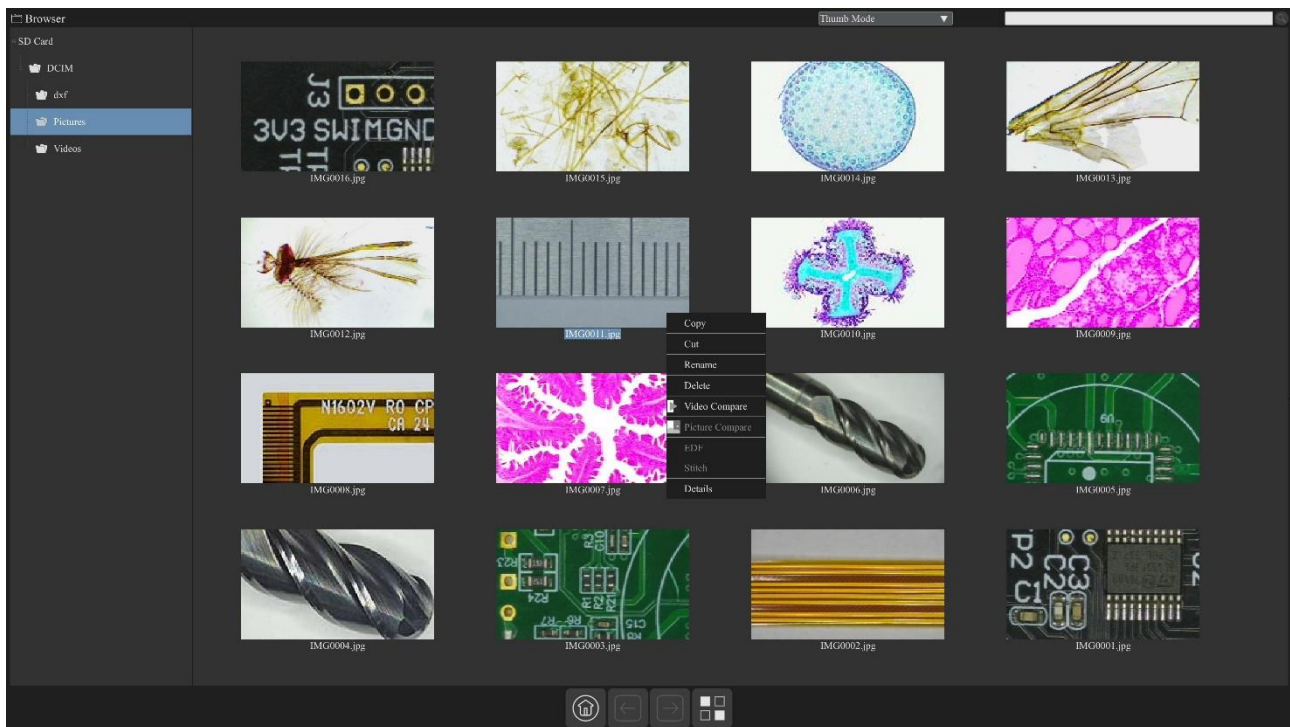 Browser
Thumb Mode
SD Card
DCIM
dxf
Pictures
Videos
J3
3V3 SWIMGND
IMG0016.jpg
IMG0015.jpg
IMG0014.jpg
IMG0013.jpg
IMG0012.jpg
IMG0011.jpg
IMG0010.jpg
IMG0009.jpg
Copy
Cut
Rename
Delete
Video Compare
Picture Compare
EDF
Stitch
Details
N1602V R0 CP
CA 24
IMG0008.jpg
IMG0007.jpg
IMG0006.jpg
IMG0005.jpg
R23
R24
R3
C10
R1
R2
R21
C15
IMG0004.jpg
IMG0003.jpg
IMG0002.jpg
P2
C1
C2
C3
IMG0001.jpg